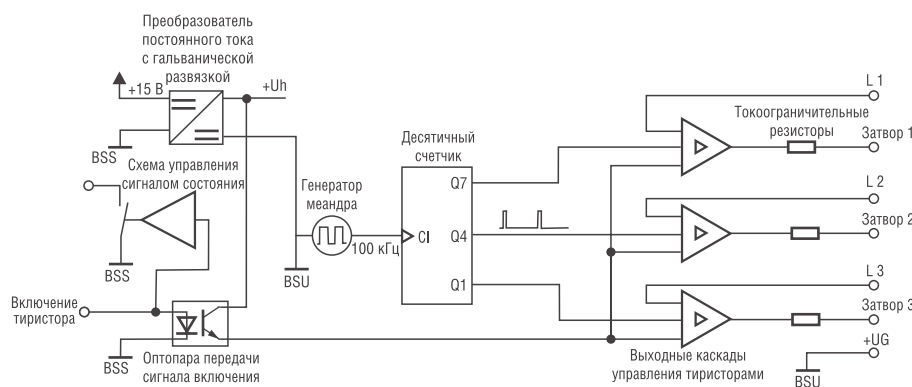 Преобразователь
постоянного тока
с гальванической
развязкой
+15 В
+Uh
BSS
Схема управления
сигналом состояния
BSS
Включение
тиристора
BSS
Оптопара передачи
сигнала включения
Генератор
меандра
100 кГц
BSU
Десятичный
счетчик
Q7
CI
Q4
Q1
L 1
Токоограничительные
резисторы
Затвор 1
L 2
Затвор 2
L 3
Затвор 3
+UG
Выходные каскады
управления тиристорами
BSU